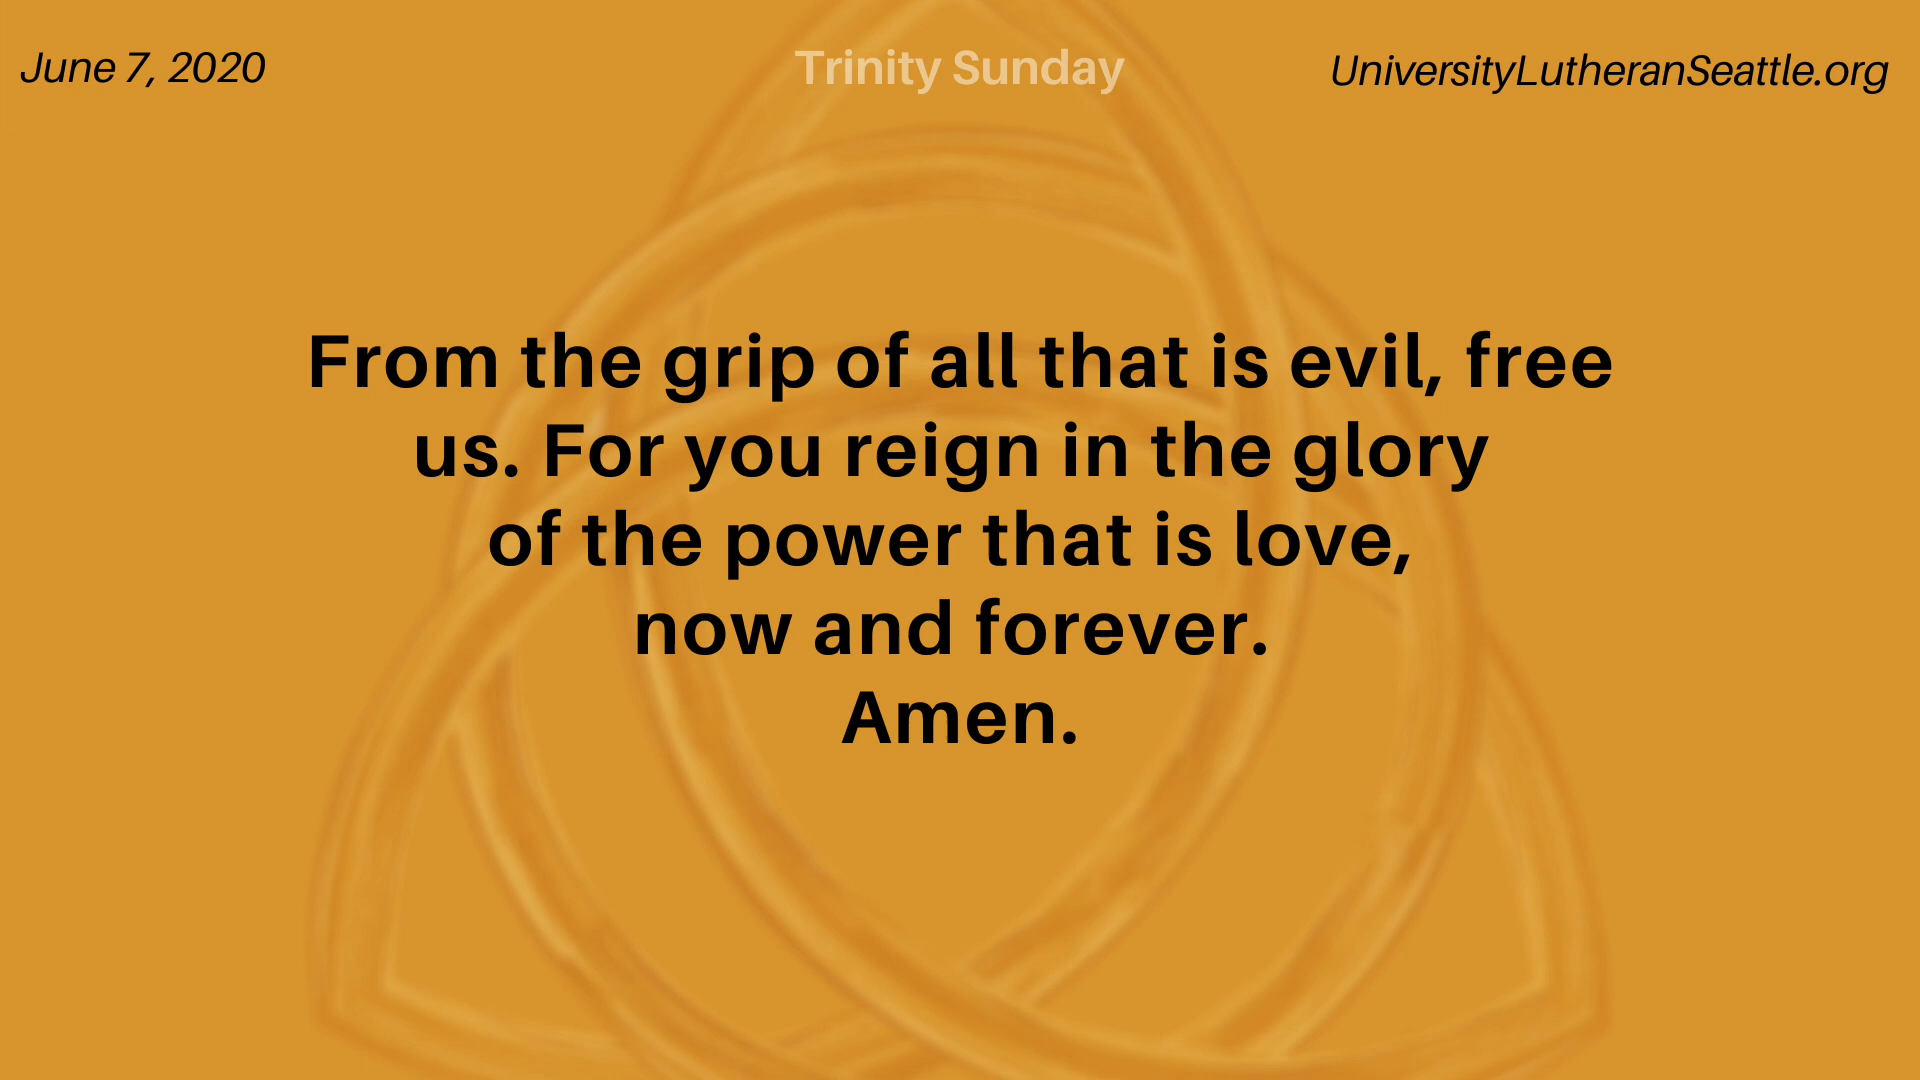 June 7, 2020
Trinity Sunday
UniversityLutheranSeattle.org
From the grip of all that is evil, free
us. For you reign in the glory
of the power that is love,
now and forever.
Amen.